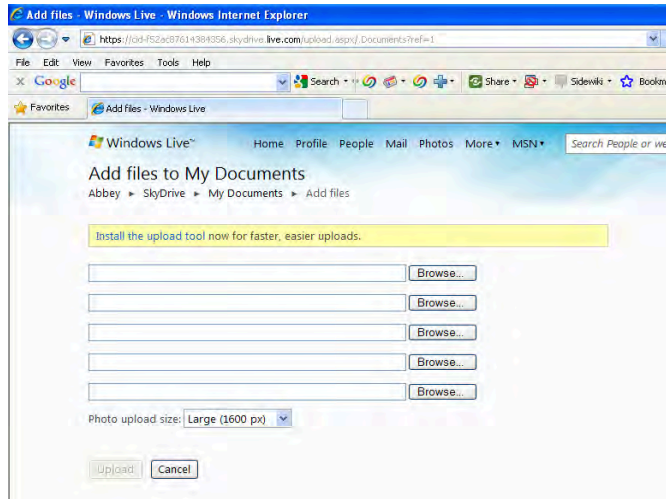 Add files - Windows Live - Windows Internet Explorer
https://cid-f52ac87614384356.skydrive.live.com/upload.aspx/.Documents?ref=1
File Edit View Favorites Tools Help
x Google Search Share Sidewiki Bookm
Favorites Add files - Windows Live
Windows Live Home Profile People Mail Photos More MSN Search People or we
Add files to My Documents
Abbey ▸ SkyDrive ▸ My Documents ▸ Add files
Install the upload tool now for faster, easier uploads.
Browse...
Browse...
Browse...
Browse...
Browse...
Photo upload size: Large (1600 px)
Upload Cancel